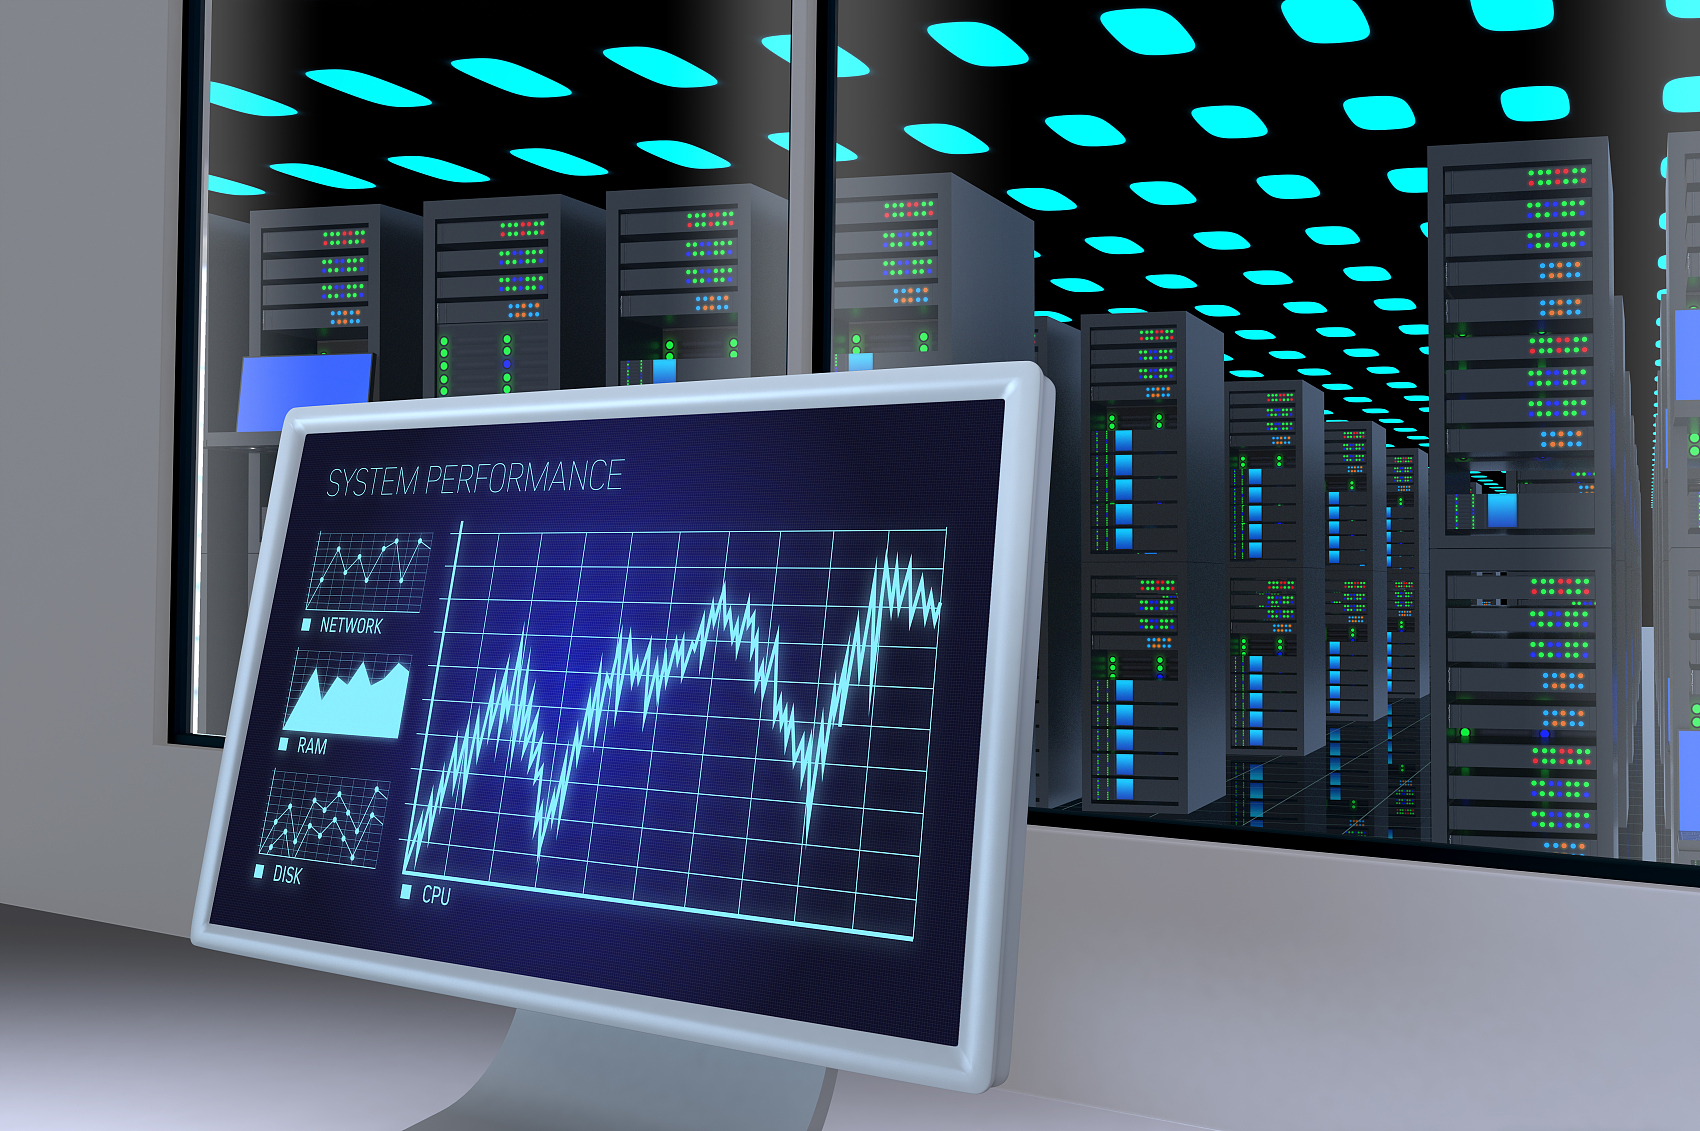 SYSTEM PERFORMANCE
NETWORK
RAM
DISK
CPU